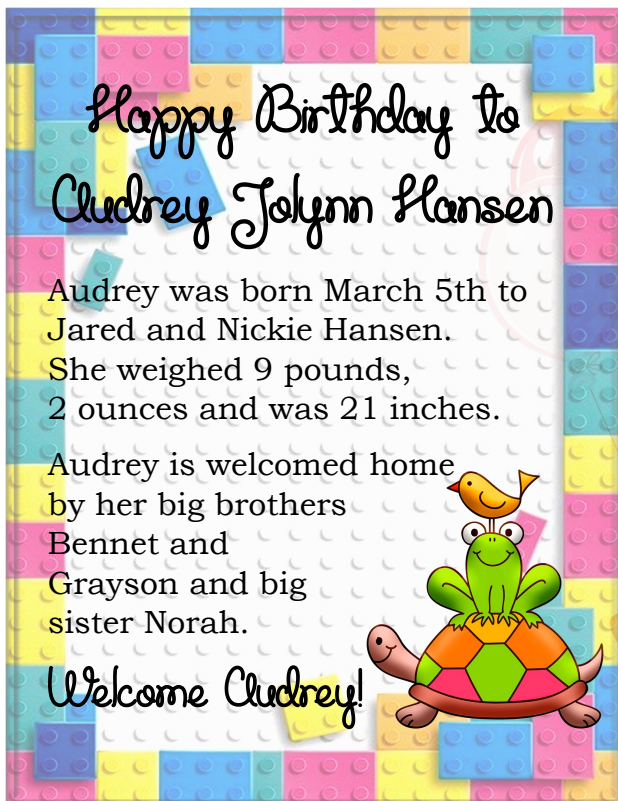 Happy Birthday to
Audrey Jolynn Hansen
Audrey was born March 5th to
Jared and Nickie Hansen.
She weighed 9 pounds,
2 ounces and was 21 inches.
Audrey is welcomed home
by her big brothers
Bennet and
Grayson and big
sister Norah.
Welcome Audrey!